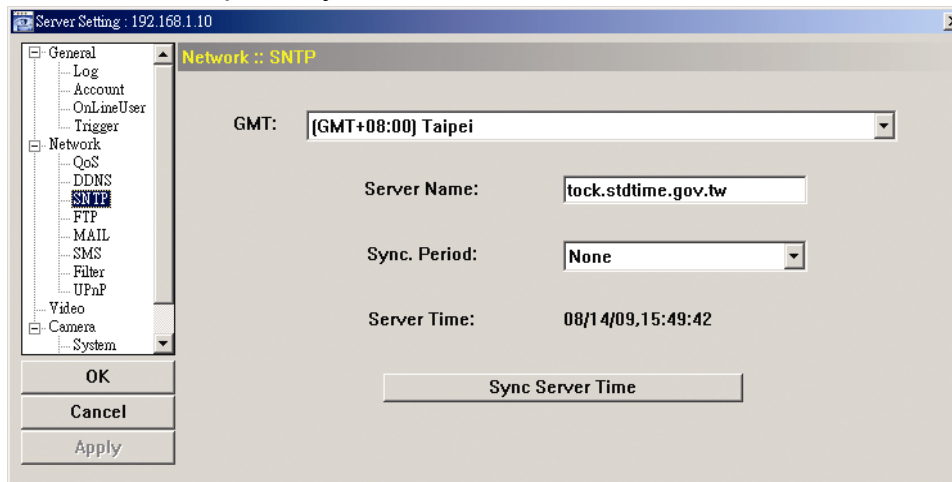 Server Setting : 192.168.1.10
General
Log
Account
OnLineUser
Trigger
Network
QoS
DDNS
SNTP
FTP
MAIL
SMS
Filter
UPnP
Video
Camera
System
OK
Cancel
Apply
Network :: SNTP
GMT: (GMT+08:00) Taipei
Server Name: tock.stdtime.gov.tw
Sync. Period: None
Server Time: 08/14/09,15:49:42
Sync Server Time